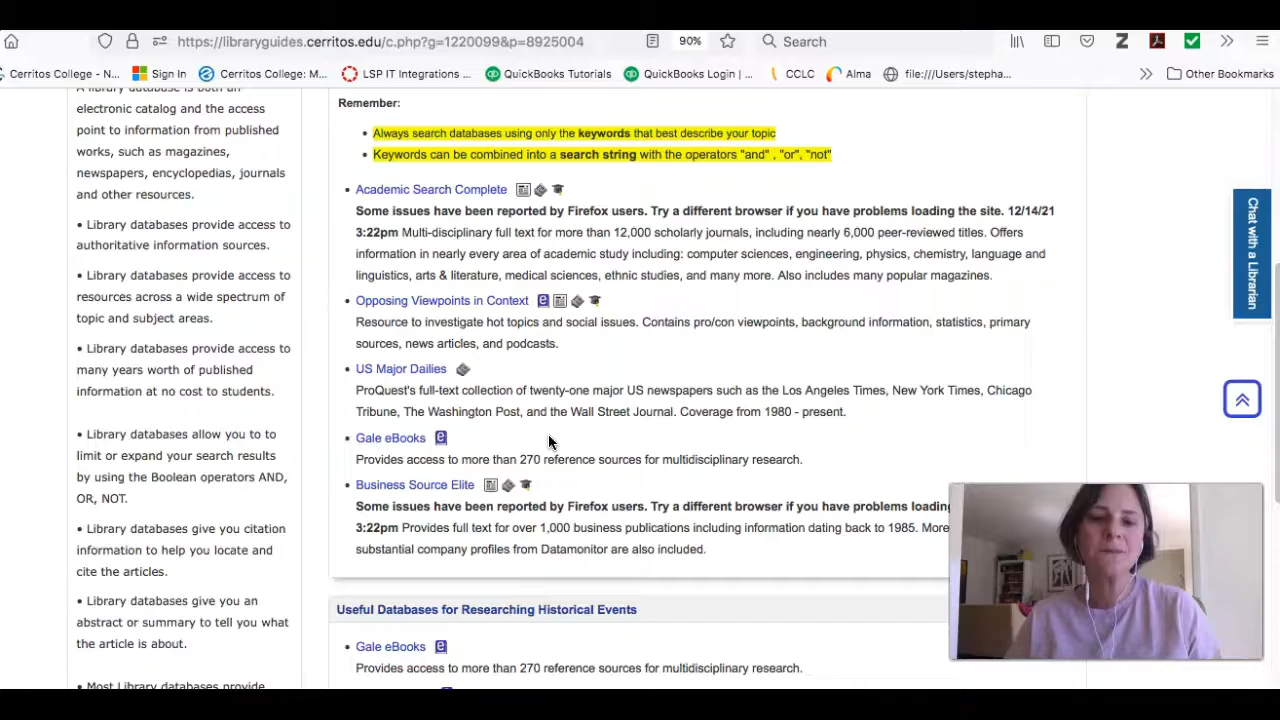 https://libraryguides.cerritos.edu/c.php?g=1220099&p=8925004
90%
Search
Cerritos College - N...
Sign In
Cerritos College: M...
LSP IT Integrations ...
QuickBooks Tutorials
QuickBooks Login | ...
CCLC
Alma
file:///Users/stepha...
Other Bookmarks
A library database is both an
electronic catalog and the access
point to information from published
works, such as magazines,
newspapers, encyclopedias, journals
and other resources.
• Library databases provide access to
authoritative information sources.
• Library databases provide access to
resources across a wide spectrum of
topic and subject areas.
• Library databases provide access to
many years worth of published
information at no cost to students.
• Library databases allow you to to
limit or expand your search results
by using the Boolean operators AND,
OR, NOT.
• Library databases give you citation
information to help you locate and
cite the articles.
• Library databases give you an
abstract or summary to tell you what
the article is about.
• Most Library databases provide
Remember:
• Always search databases using only the keywords that best describe your topic
• Keywords can be combined into a search string with the operators "and" , "or", "not"
• Academic Search Complete
Some issues have been reported by Firefox users. Try a different browser if you have problems loading the site. 12/14/21
3:22pm Multi-disciplinary full text for more than 12,000 scholarly journals, including nearly 6,000 peer-reviewed titles. Offers
information in nearly every area of academic study including: computer sciences, engineering, physics, chemistry, language and
linguistics, arts & literature, medical sciences, ethnic studies, and many more. Also includes many popular magazines.
• Opposing Viewpoints in Context
Resource to investigate hot topics and social issues. Contains pro/con viewpoints, background information, statistics, primary
sources, news articles, and podcasts.
• US Major Dailies
ProQuest's full-text collection of twenty-one major US newspapers such as the Los Angeles Times, New York Times, Chicago
Tribune, The Washington Post, and the Wall Street Journal. Coverage from 1980 - present.
• Gale eBooks
Provides access to more than 270 reference sources for multidisciplinary research.
• Business Source Elite
Some issues have been reported by Firefox users. Try a different browser if you have problems loading
3:22pm Provides full text for over 1,000 business publications including information dating back to 1985. More
substantial company profiles from Datamonitor are also included.
Useful Databases for Researching Historical Events
• Gale eBooks
Provides access to more than 270 reference sources for multidisciplinary research.
Chat with a Librarian